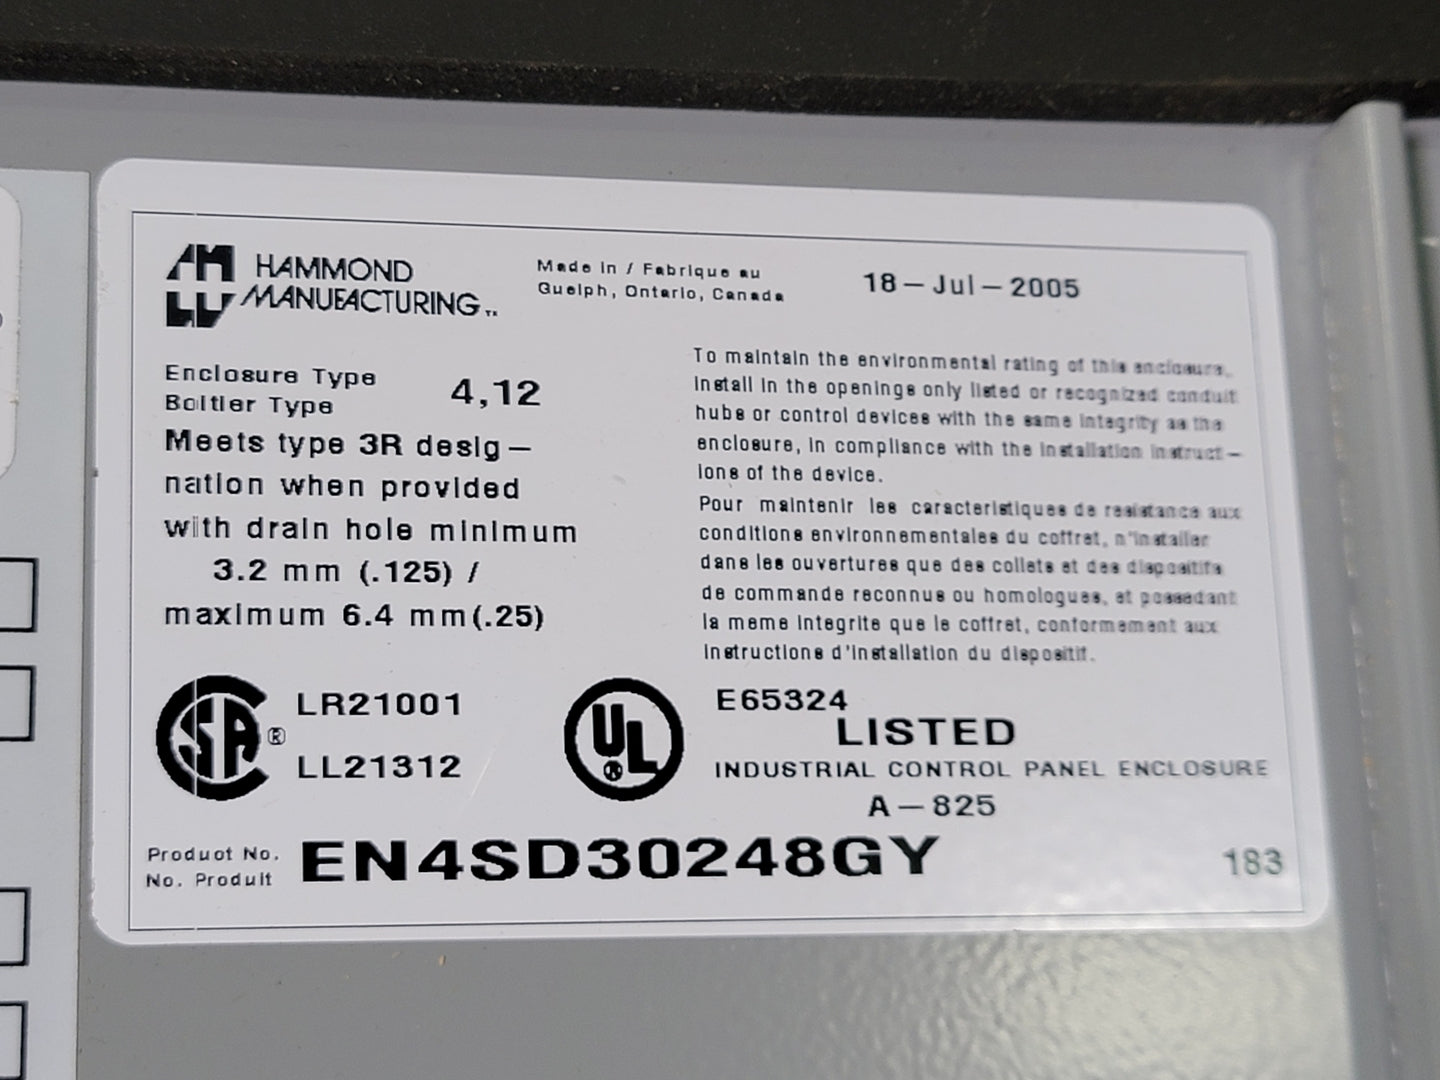 HAMMOND
MANUFACTURING™
Made in / Fabrique au
Guelph, Ontario, Canada
18-Jul-2005
Enclosure Type
Boitier Type
4,12
Meets type 3R desig-
nation when provided
with drain hole minimum
3.2 mm (.125) /
maximum 6.4 mm(.25)
To maintain the environmental rating of this enclosure,
install in the openings only listed or recognized conduit
hubs or control devices with the same integrity as the
enclosure, in compliance with the installation instruct-
ions of the device.
Pour maintenir les caracteristiques de resistance aux
conditions environnementales du coffret, n'installer
dans les ouvertures que des collets et des dispositifs
de commande reconnus ou homologues, et possedant
la meme integrite que le coffret, conformement aux
instructions d'installation du dispositif.
SA®
LR21001
LL21312
UL®
E65324
LISTED
INDUSTRIAL CONTROL PANEL ENCLOSURE
A-825
Product No.
No. Produit
EN4SD30248GY
183